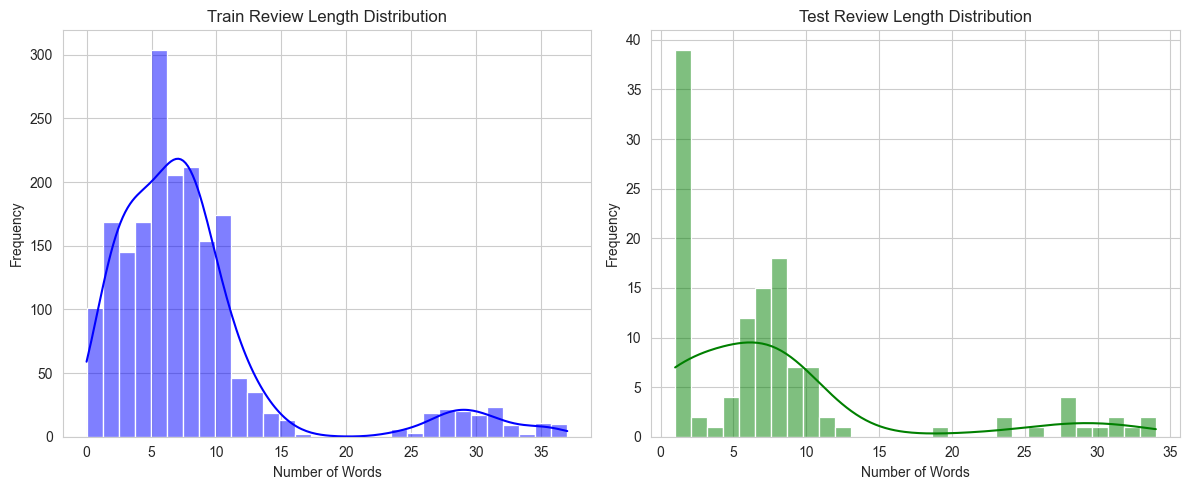 Train Review Length Distribution
Frequency
300
250
200
150
100
50
0
0 5 10 15 20 25 30 35
Number of Words
Test Review Length Distribution
Frequency
40
35
30
25
20
15
10
5
0
0 5 10 15 20 25 30 35
Number of Words